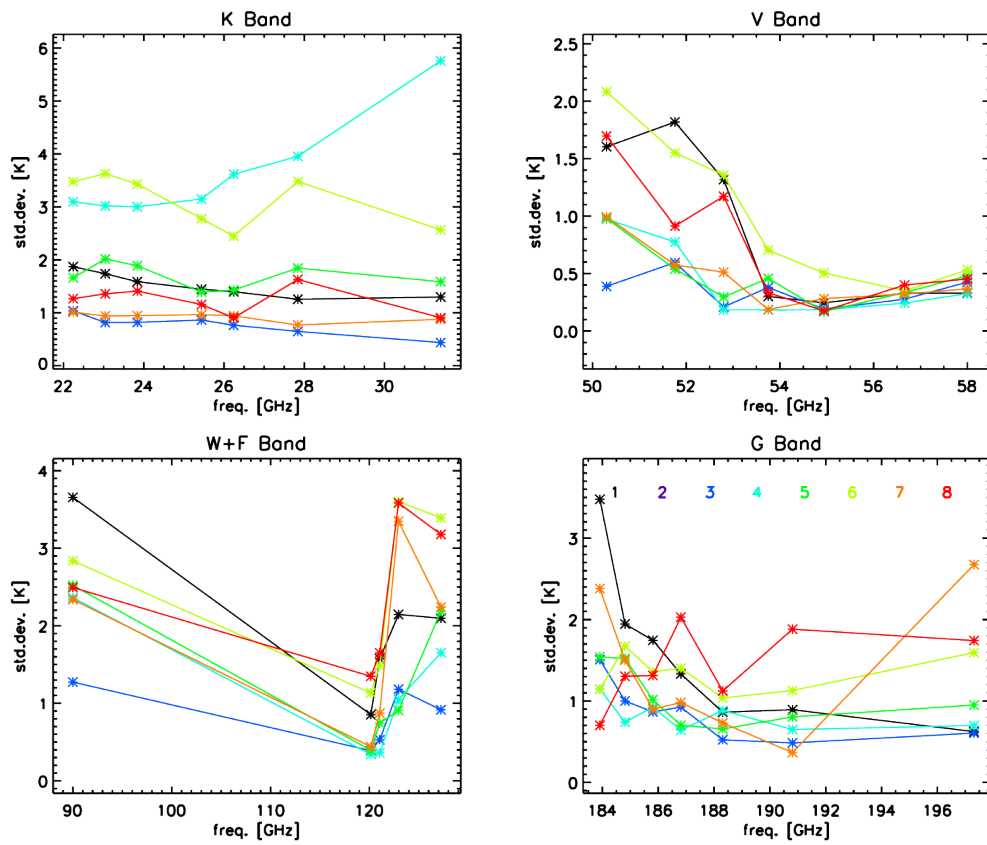 K Band
std.dev. [K]
6
5
4
3
2
1
0
22 24 26 28 30
freq. [GHz]
V Band
std.dev. [K]
2.5
2.0
1.5
1.0
0.5
0.0
50 52 54 56 58
freq. [GHz]
W+F Band
std.dev. [K]
4
3
2
1
0
90 100 110 120
freq. [GHz]
G Band
1 2 3 4 5 6 7 8
std.dev. [K]
3
2
1
0
184 186 188 190 192 194 196
freq. [GHz]